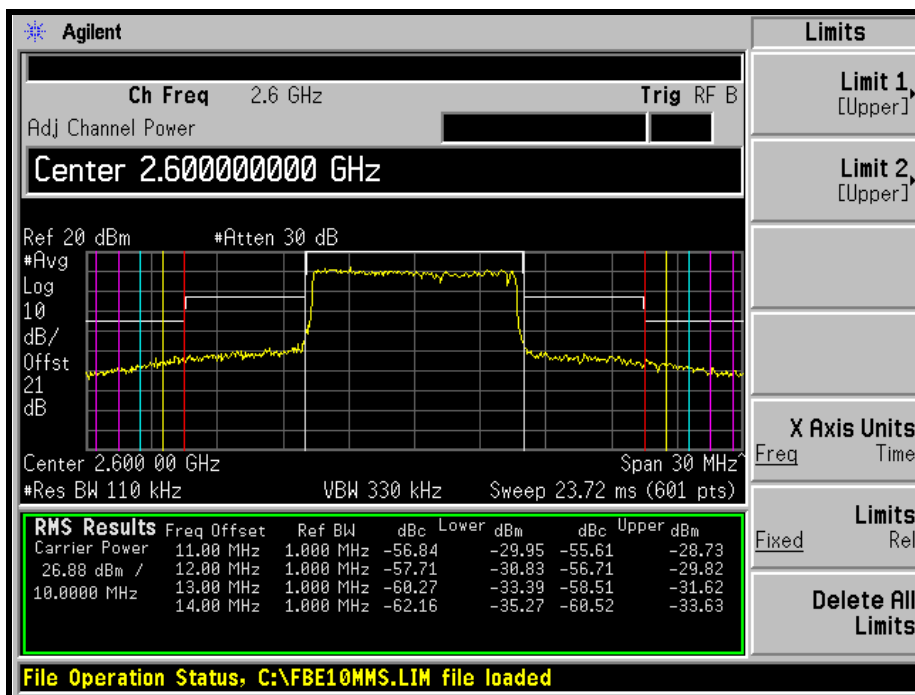 Agilent
Limits
Ch Freq 2.6 GHz Trig RF B
Adj Channel Power
Center 2.600000000 GHz
Ref 20 dBm #Atten 30 dB
#Avg
Log
10
dB/
Offst
21
dB
Center 2.600 00 GHz Span 30 MHz^
#Res BW 110 kHz VBW 330 kHz Sweep 23.72 ms (601 pts)
RMS Results Freq Offset Ref BW dBc Lower dBm dBc Upper dBm
Carrier Power 11.00 MHz 1.000 MHz -56.84 -29.95 -55.61 -28.73
26.88 dBm / 12.00 MHz 1.000 MHz -57.71 -30.83 -56.71 -29.82
10.0000 MHz 13.00 MHz 1.000 MHz -60.27 -33.39 -58.51 -31.62
14.00 MHz 1.000 MHz -62.16 -35.27 -60.52 -33.63
File Operation Status, C:\FBE10MMS.LIM file loaded
Limit 1
[Upper]
Limit 2
[Upper]
X Axis Units
Freq Time
Limits
Fixed Rel
Delete All
Limits